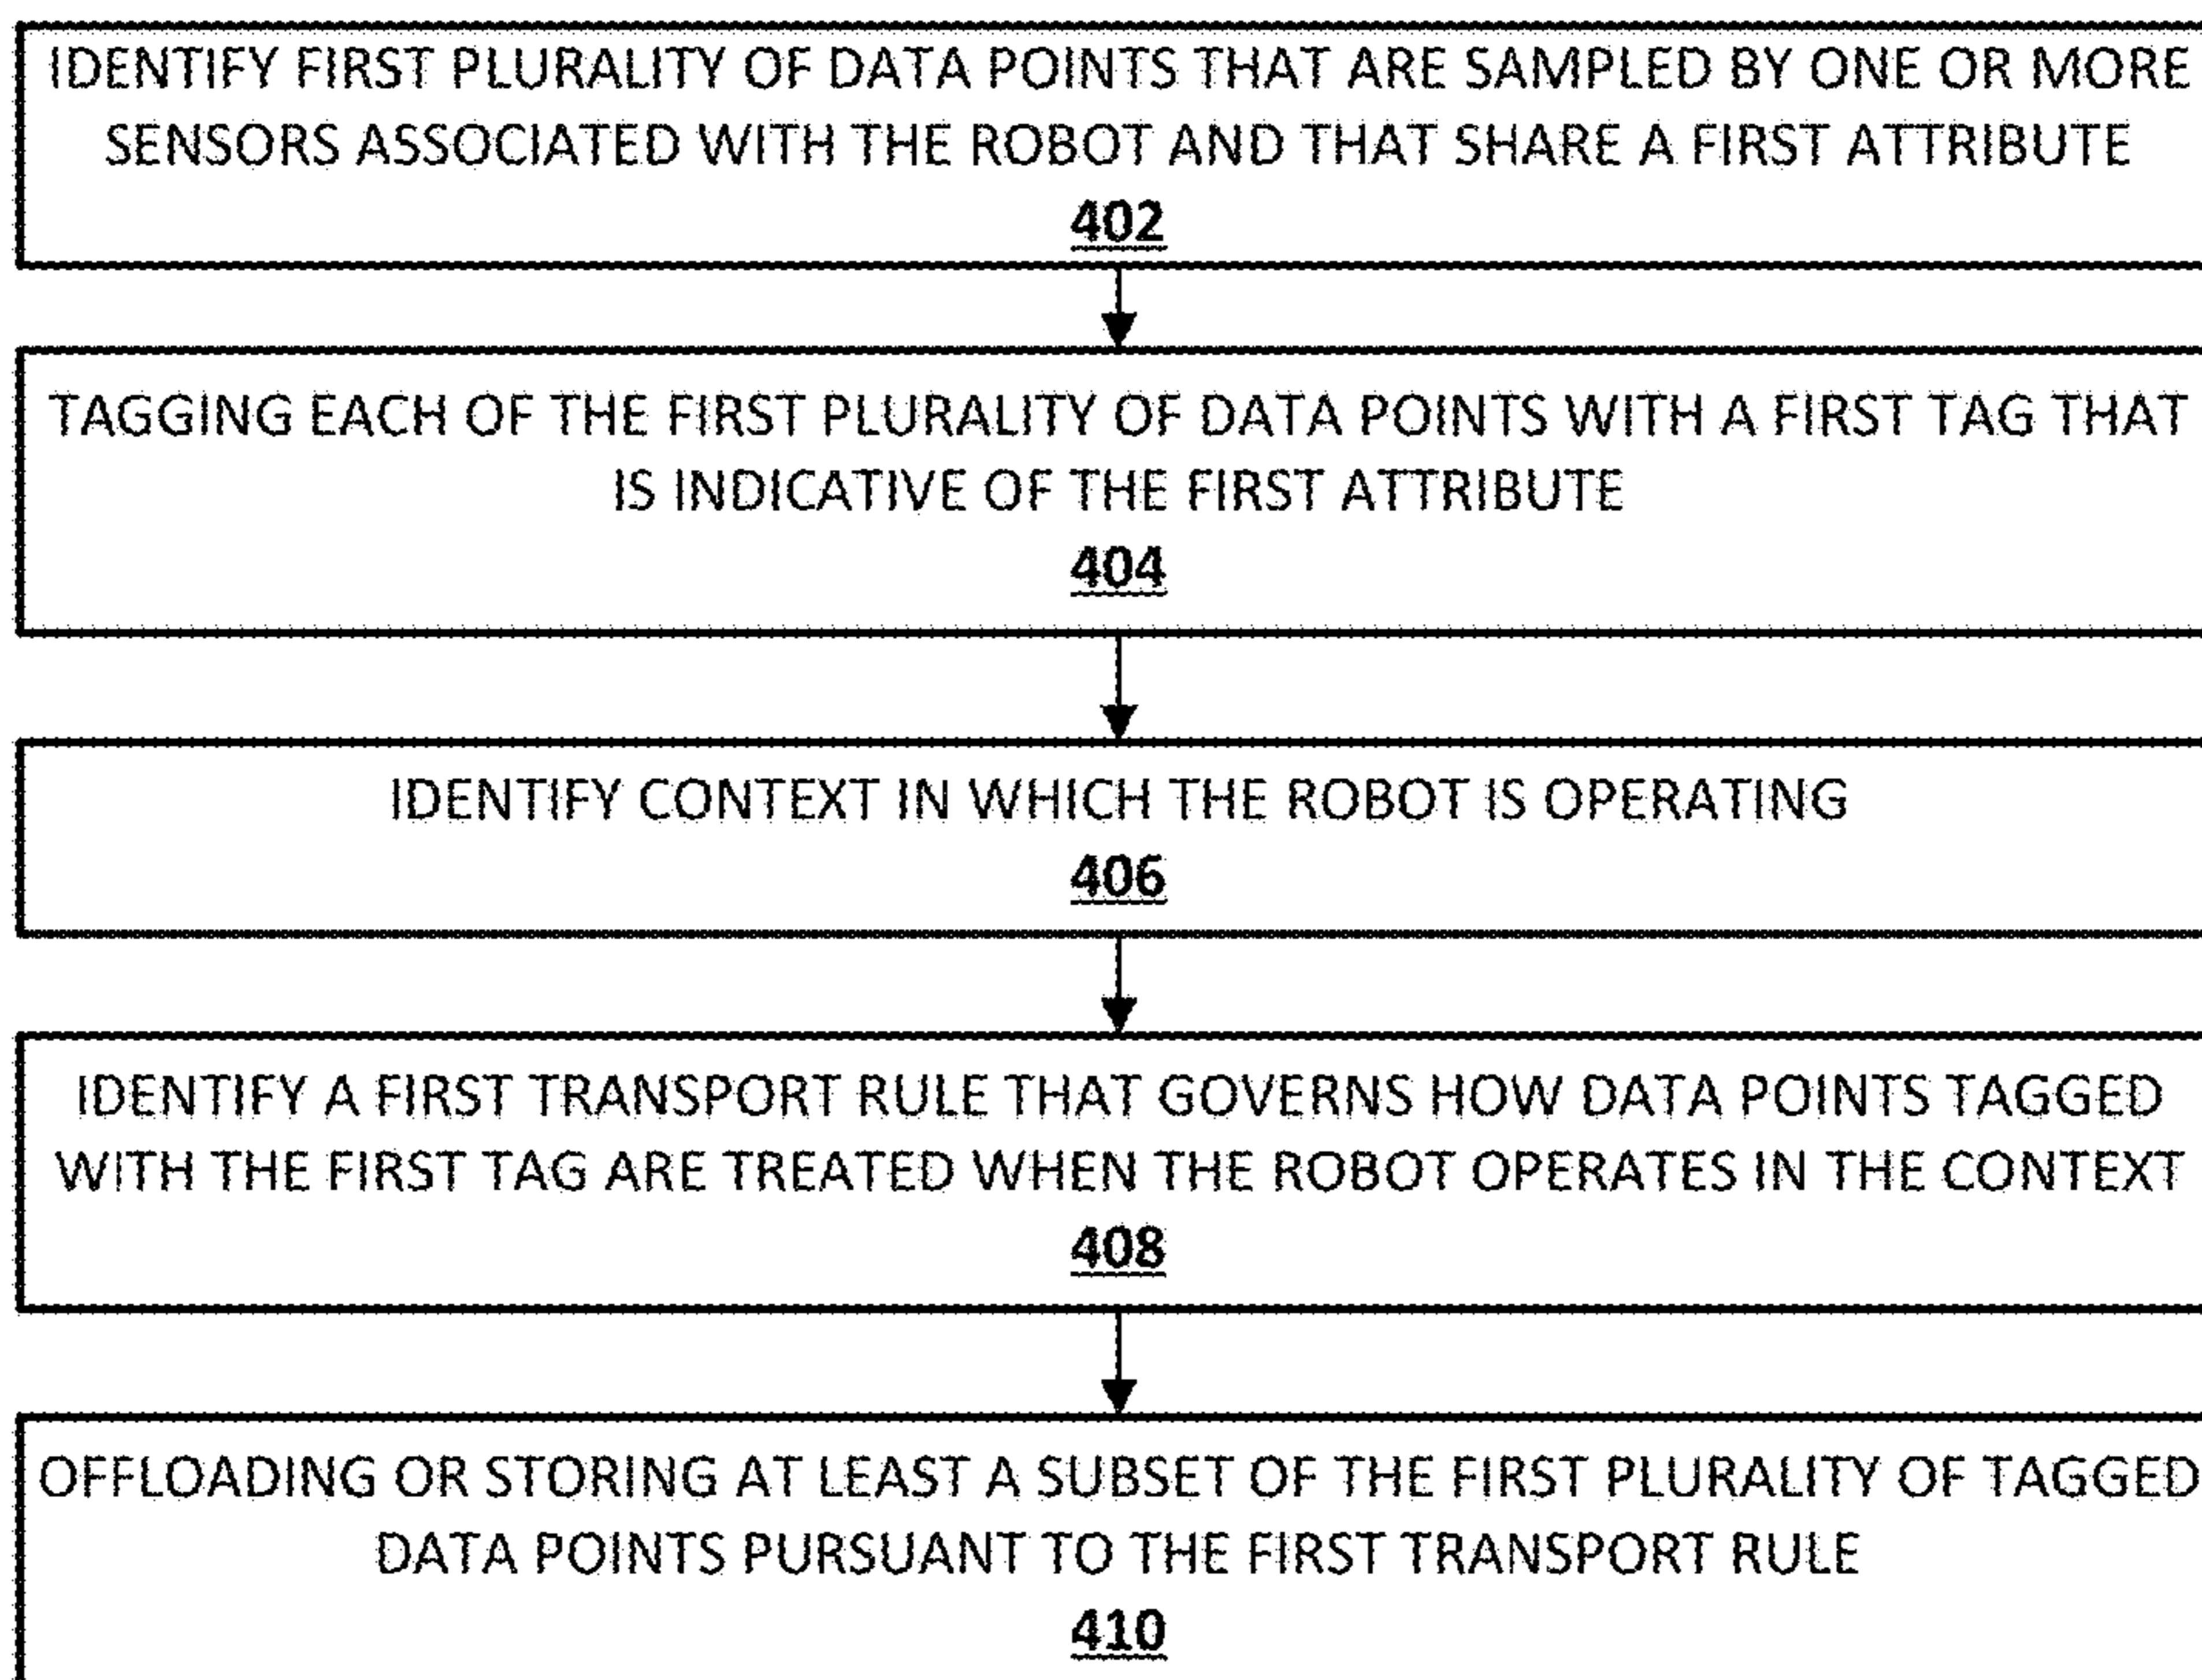 IDENTIFY FIRST PLURALITY OF DATA POINTS THAT ARE SAMPLED BY ONE OR MORE
SENSORS ASSOCIATED WITH THE ROBOT AND THAT SHARE A FIRST ATTRIBUTE
402
TAGGING EACH OF THE FIRST PLURALITY OF DATA POINTS WITH A FIRST TAG THAT
IS INDICATIVE OF THE FIRST ATTRIBUTE
404
IDENTIFY CONTEXT IN WHICH THE ROBOT IS OPERATING
406
IDENTIFY A FIRST TRANSPORT RULE THAT GOVERNS HOW DATA POINTS TAGGED
WITH THE FIRST TAG ARE TREATED WHEN THE ROBOT OPERATES IN THE CONTEXT
408
OFFLOADING OR STORING AT LEAST A SUBSET OF THE FIRST PLURALITY OF TAGGED
DATA POINTS PURSUANT TO THE FIRST TRANSPORT RULE
410